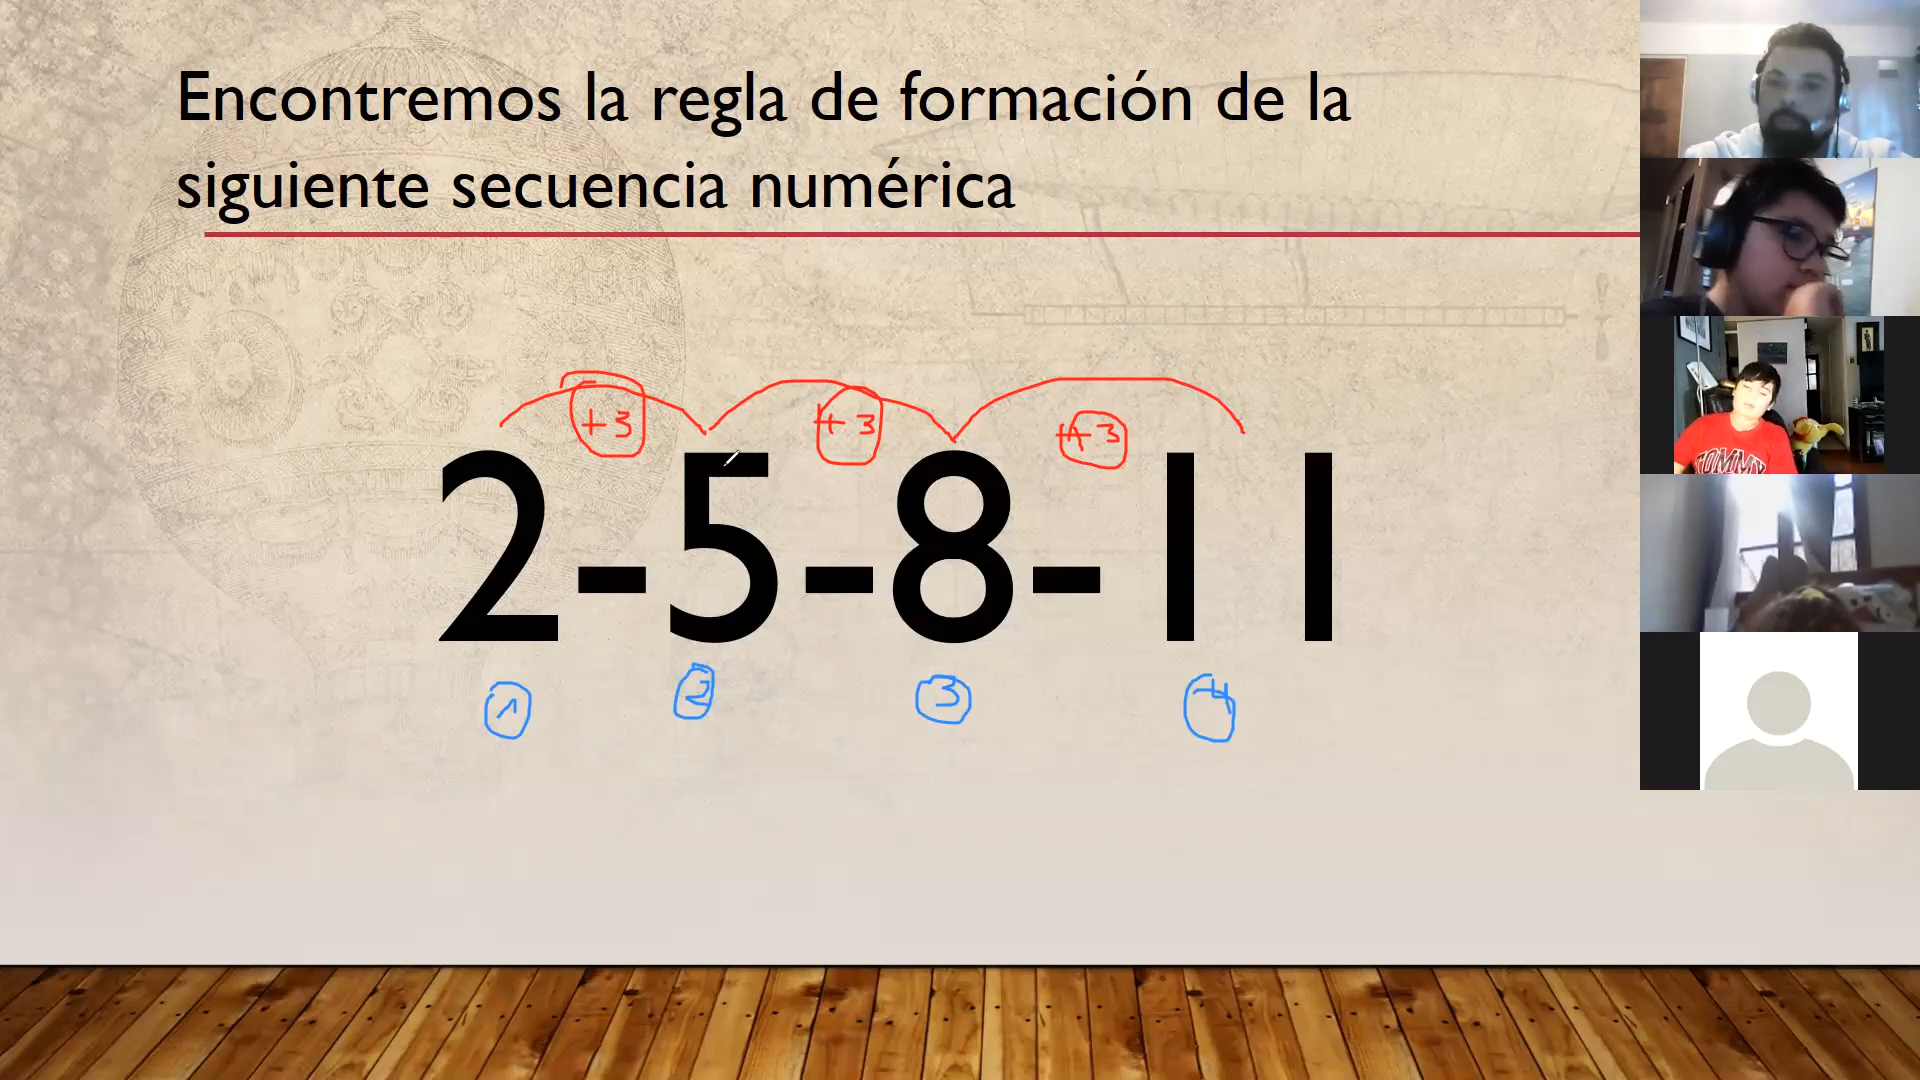 Encontremos la regla de formación de la
siguiente secuencia numérica
+3 +3 +3
2-5-8-11
1 2 3 4
TOMMY